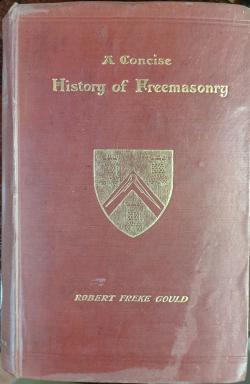 A Concise
History of Freemasonry
ROBERT FREKE GOULD